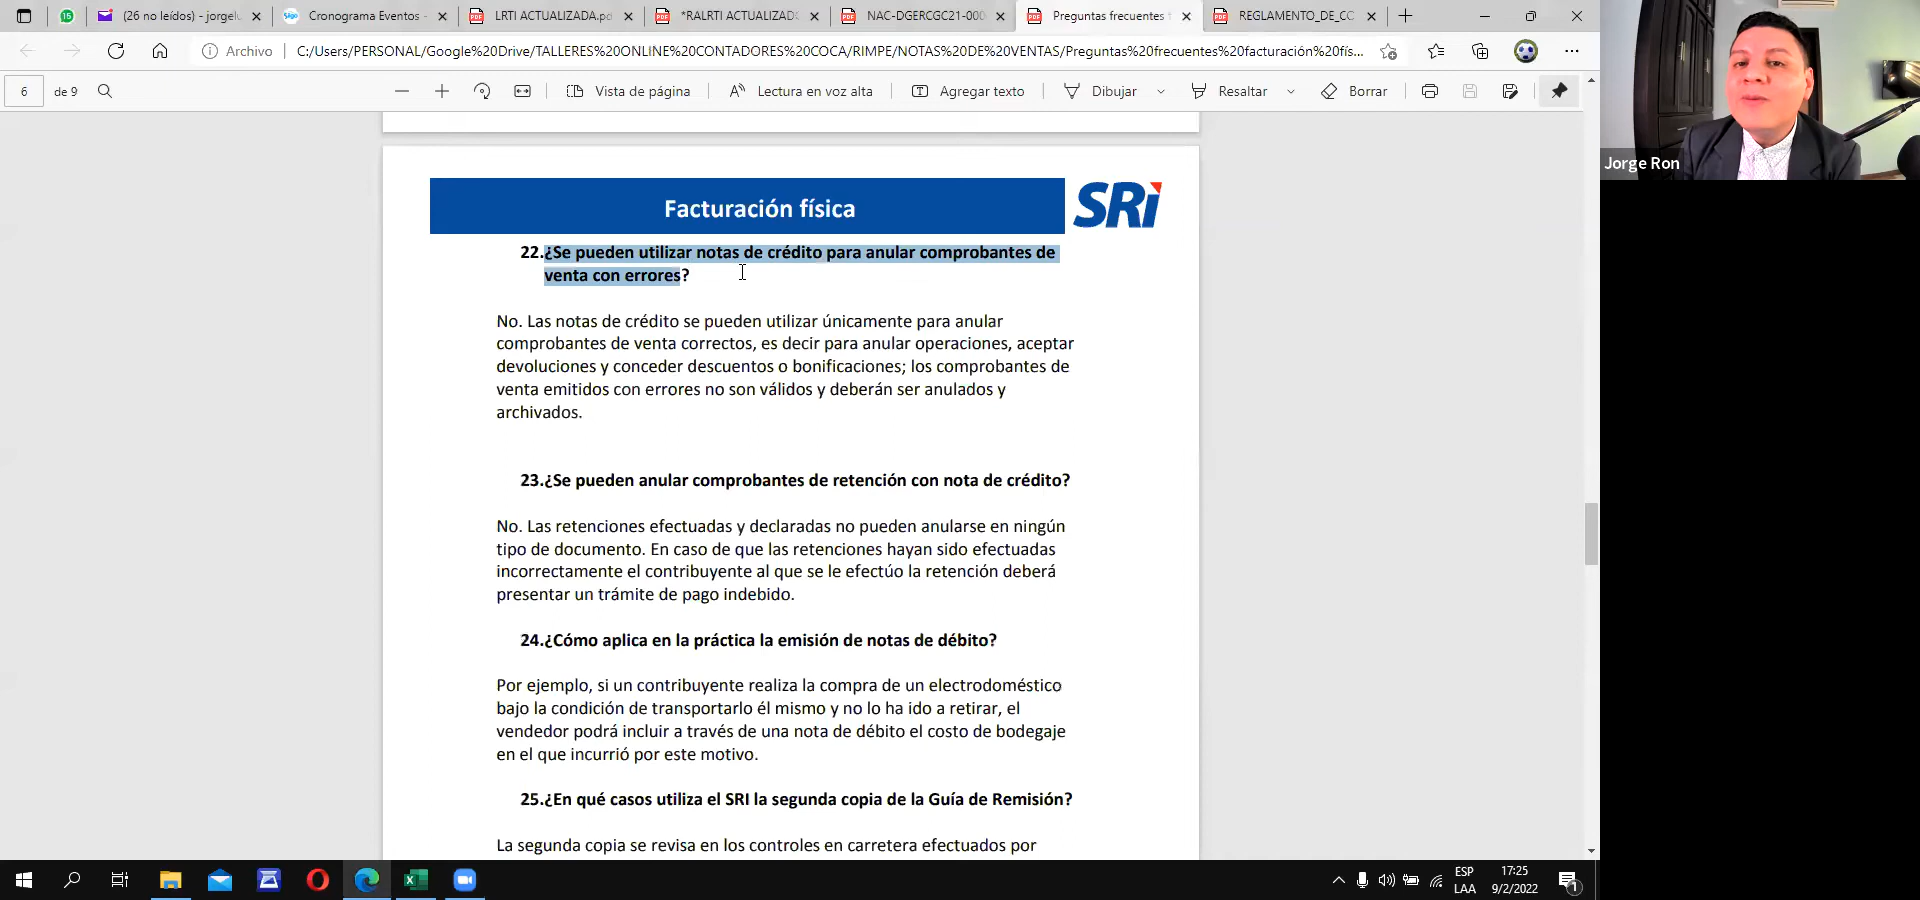 (26 no leídos) - jorgel
Cronograma Eventos -
LRTI ACTUALIZADA.pd
*RALRTI ACTUALIZAD
NAC-DGERCGC21-000
Preguntas frecuentes
REGLAMENTO_DE_CC
Archivo
C:/Users/PERSONAL/Google%20Drive/TALLERES%20ONLINE%20CONTADORES%20COCA/RIMPE/NOTAS%20DE%20VENTAS/Preguntas%20frecuentes%20facturación%20fís...
6 de 9
Vista de página
Lectura en voz alta
Agregar texto
Dibujar
Resaltar
Borrar
Jorge Ron
Facturación física
SRi
22.¿Se pueden utilizar notas de crédito para anular comprobantes de
venta con errores?
No. Las notas de crédito se pueden utilizar únicamente para anular
comprobantes de venta correctos, es decir para anular operaciones, aceptar
devoluciones y conceder descuentos o bonificaciones; los comprobantes de
venta emitidos con errores no son válidos y deberán ser anulados y
archivados.
23.¿Se pueden anular comprobantes de retención con nota de crédito?
No. Las retenciones efectuadas y declaradas no pueden anularse en ningún
tipo de documento. En caso de que las retenciones hayan sido efectuadas
incorrectamente el contribuyente al que se le efectúo la retención deberá
presentar un trámite de pago indebido.
24.¿Cómo aplica en la práctica la emisión de notas de débito?
Por ejemplo, si un contribuyente realiza la compra de un electrodoméstico
bajo la condición de transportarlo él mismo y no lo ha ido a retirar, el
vendedor podrá incluir a través de una nota de débito el costo de bodegaje
en el que incurrió por este motivo.
25.¿En qué casos utiliza el SRI la segunda copia de la Guía de Remisión?
La segunda copia se revisa en los controles en carretera efectuados por
ESP
LAA
17:25
9/2/2022
1